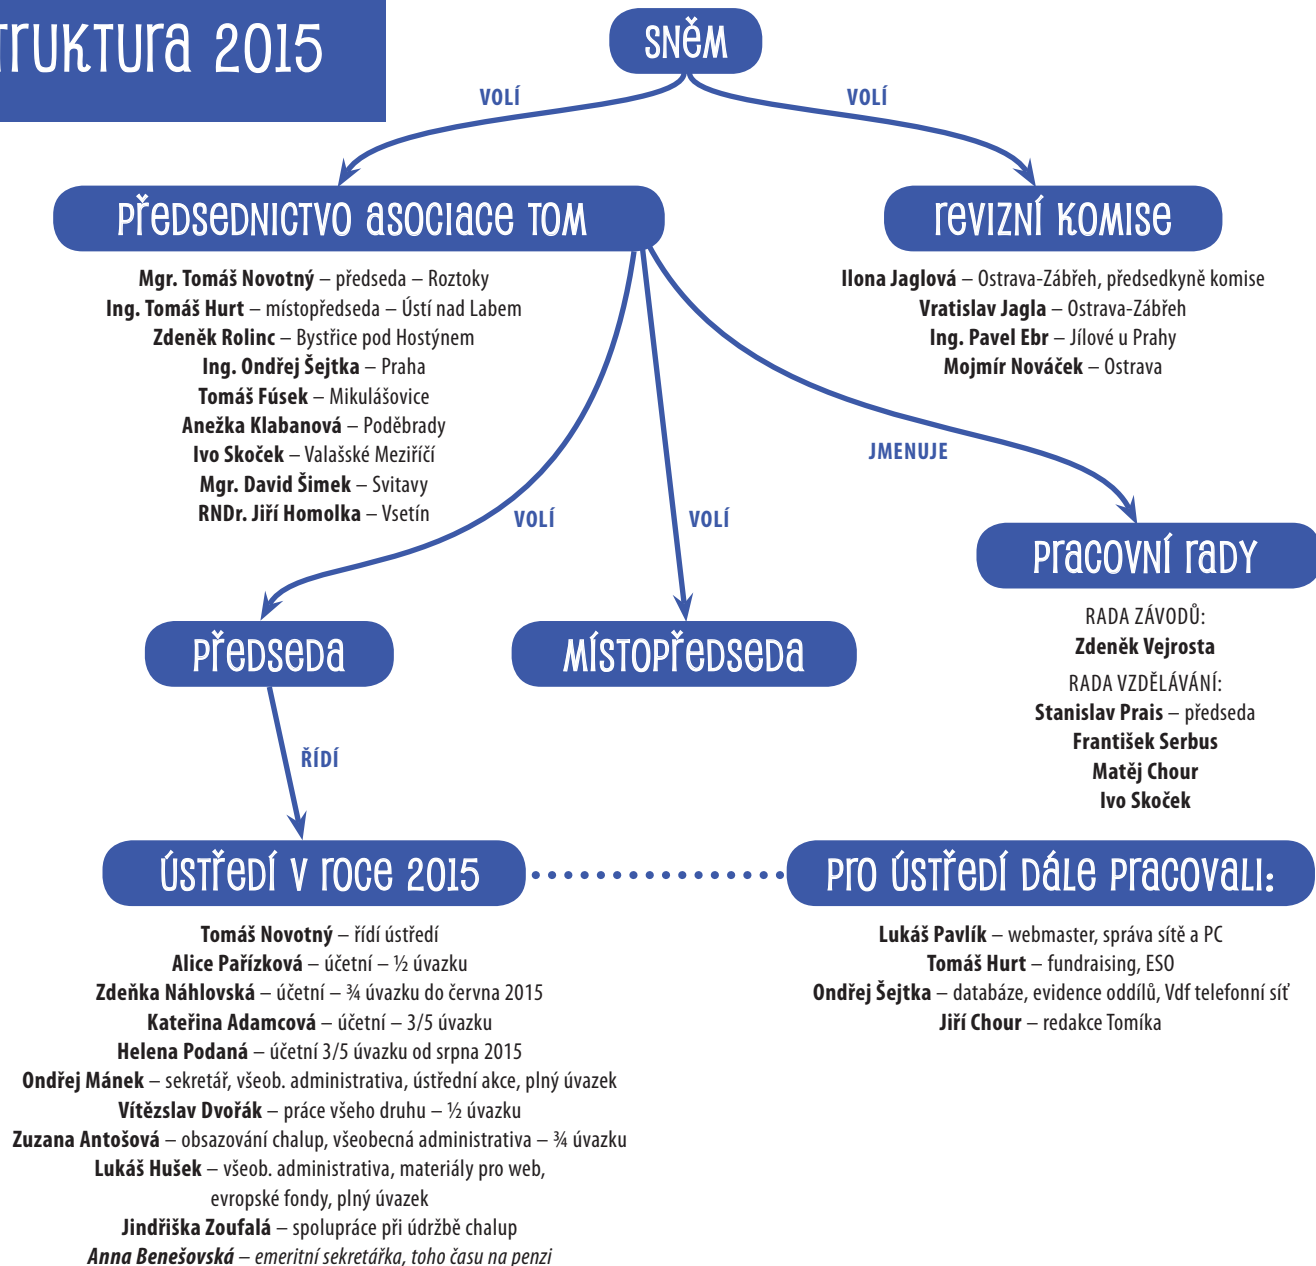 TRUKTURA 2015
SNĚM
VOLÍ
VOLÍ
PŘEDSEDNICTVO ASOCIACE TOM
Mgr. Tomáš Novotný – předseda – Roztoky
Ing. Tomáš Hurt – místopředseda – Ústí nad Labem
Zdeněk Rolinc – Bystřice pod Hostýnem
Ing. Ondřej Šejtka – Praha
Tomáš Fúsek – Mikulášovice
Anežka Klabanová – Poděbrady
Ivo Skoček – Valašské Meziříčí
Mgr. David Šimek – Svitavy
RNDr. Jiří Homolka – Vsetín
REVIZNÍ KOMISE
Ilona Jaglová – Ostrava-Zábřeh, předsedkyně komise
Vratislav Jagla – Ostrava-Zábřeh
Ing. Pavel Ebr – Jílové u Prahy
Mojmír Nováček – Ostrava
JMENUJE
VOLÍ
VOLÍ
PRACOVNÍ RADY
RADA ZÁVODŮ:
Zdeněk Vejrosta
RADA VZDĚLÁVÁNÍ:
Stanislav Prais – předseda
František Serbus
Matěj Chour
Ivo Skoček
PŘEDSEDA
MÍSTOPŘEDSEDA
ŘÍDÍ
ÚSTŘEDÍ V ROCE 2015
Tomáš Novotný – řídí ústředí
Alice Pařízková – účetní – ½ úvazku
Zdeňka Náhlovská – účetní – ¾ úvazku do června 2015
Kateřina Adamcová – účetní – 3/5 úvazku
Helena Podaná – účetní 3/5 úvazku od srpna 2015
Ondřej Mánek – sekretář, všeob. administrativa, ústřední akce, plný úvazek
Vítězslav Dvořák – práce všeho druhu – ½ úvazku
Zuzana Antošová – obsazování chalup, všeobecná administrativa – ¾ úvazku
Lukáš Hušek – všeob. administrativa, materiály pro web,
evropské fondy, plný úvazek
Jindřiška Zoufalá – spolupráce při údržbě chalup
Anna Benešovská – emeritní sekretářka, toho času na penzi
PRO ÚSTŘEDÍ DÁLE PRACOVALI:
Lukáš Pavlík – webmaster, správa sítě a PC
Tomáš Hurt – fundraising, ESO
Ondřej Šejtka – databáze, evidence oddílů, Vdf telefonní síť
Jiří Chour – redakce Tomíka